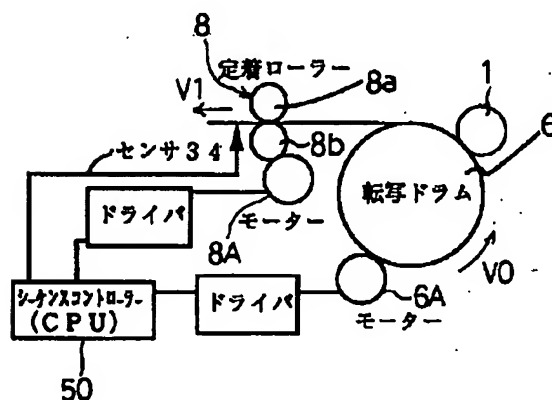 8
定着ローラー
8a
V1
1
6
8b
センサ34
ドライバ
モーター
8A
転写ドラム
V0
シーケンスコントローラー
(CPU)
ドライバ
6A
モーター
50